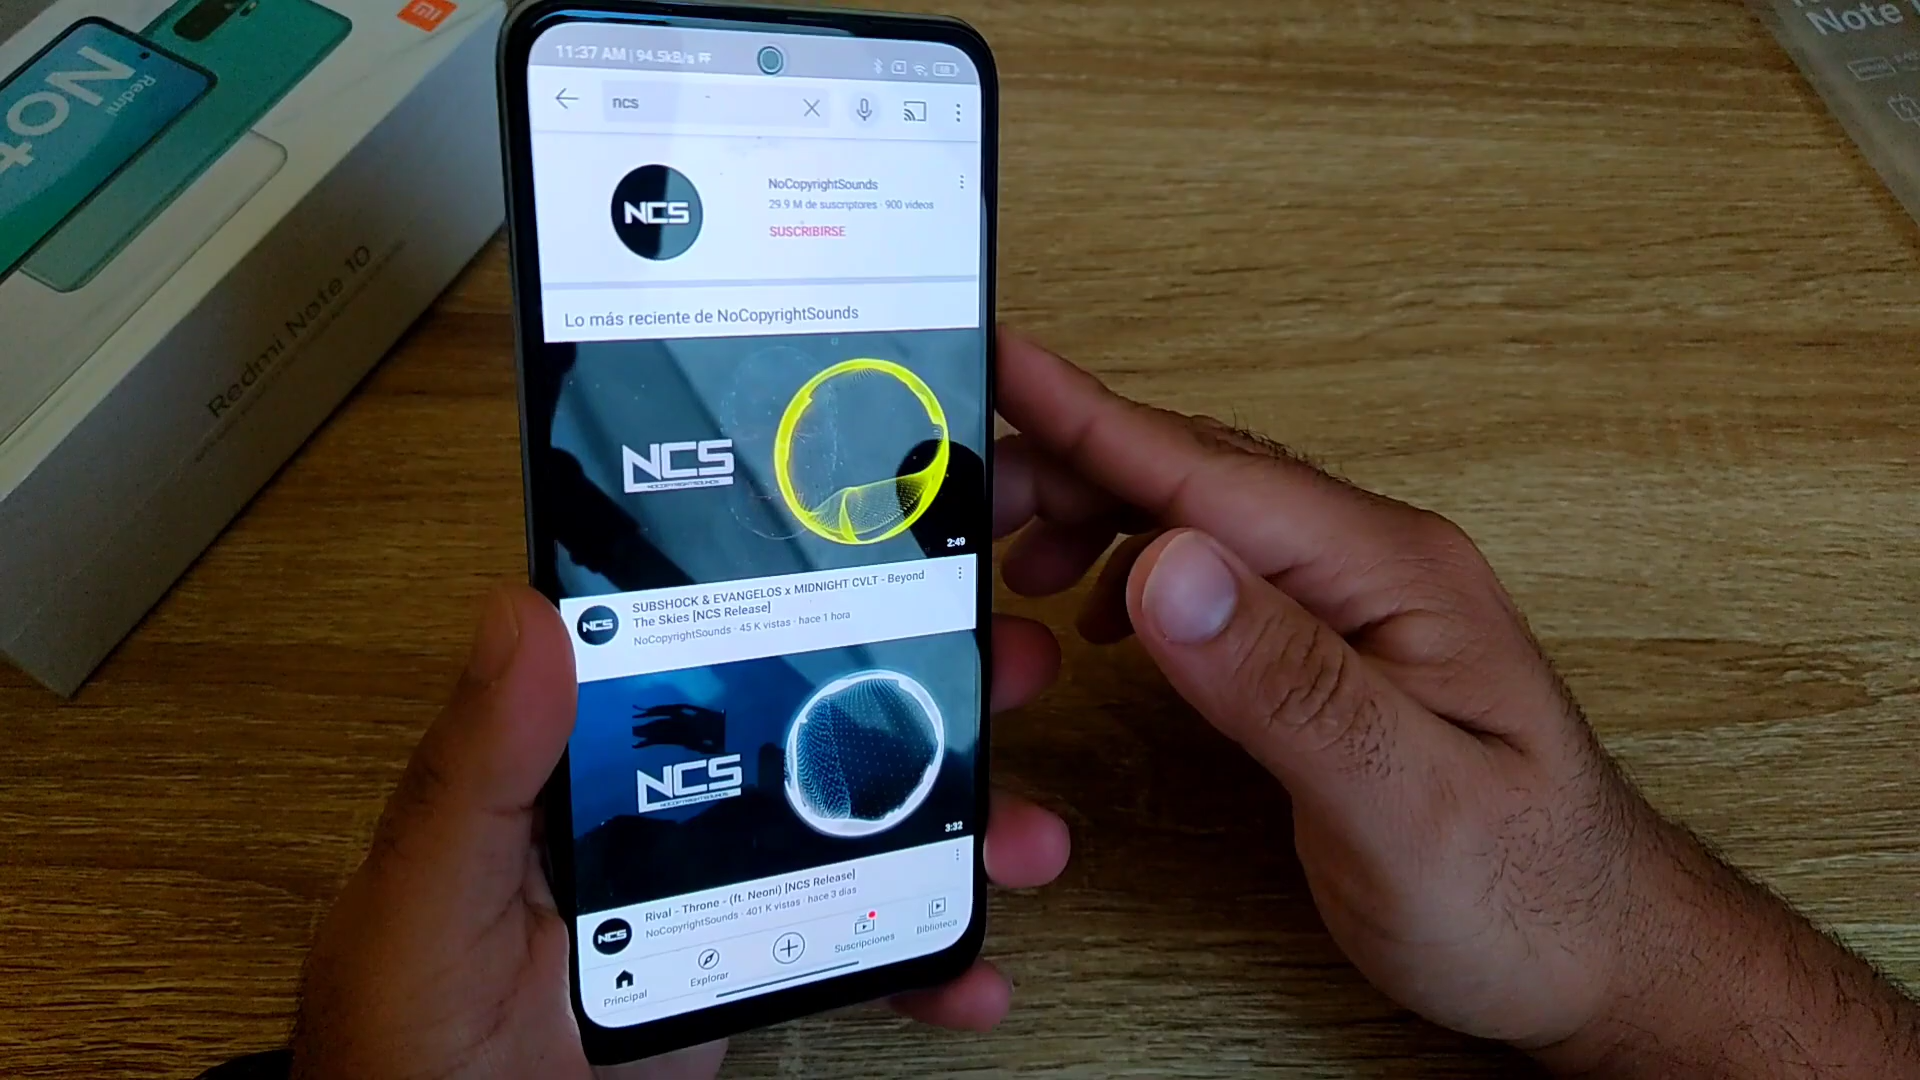 Note
Redmi
Redmi Note 10
Note
11:37 AM | 94.5kB/s
ncs
NCS
NoCopyrightSounds
29.9 M de suscriptores · 900 videos
SUSCRIBIRSE
Lo más reciente de NoCopyrightSounds
NCS
NOCOPYRIGHTSOUNDS
2:49
NCS
SUBSHOCK & EVANGELOS x MIDNIGHT CVLT - Beyond
The Skies [NCS Release]
NoCopyrightSounds · 45 K vistas · hace 1 hora
NCS
NOCOPYRIGHTSOUNDS
3:32
NCS
Rival - Throne - (ft. Neoni) [NCS Release]
NoCopyrightSounds · 401 K vistas · hace 3 días
Principal
Explorar
Suscripciones
Biblioteca